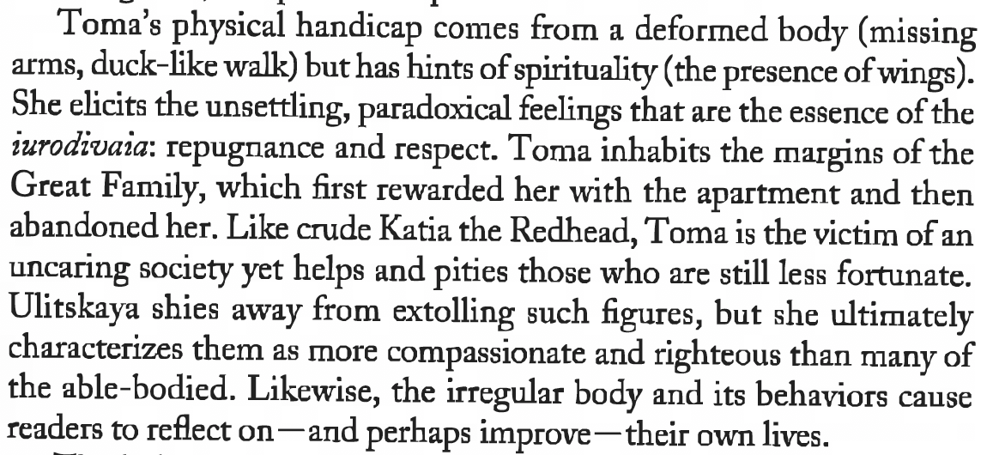 Toma's physical handicap comes from a deformed body (missing
arms, duck-like walk) but has hints of spirituality (the presence of wings).
She elicits the unsettling, paradoxical feelings that are the essence of the
iurodivaia: repugnance and respect. Toma inhabits the margins of the
Great Family, which first rewarded her with the apartment and then
abandoned her. Like crude Katia the Redhead, Toma is the victim of an
uncaring society yet helps and pities those who are still less fortunate.
Ulitskaya shies away from extolling such figures, but she ultimately
characterizes them as more compassionate and righteous than many of
the able-bodied. Likewise, the irregular body and its behaviors cause
readers to reflect on—and perhaps improve—their own lives.